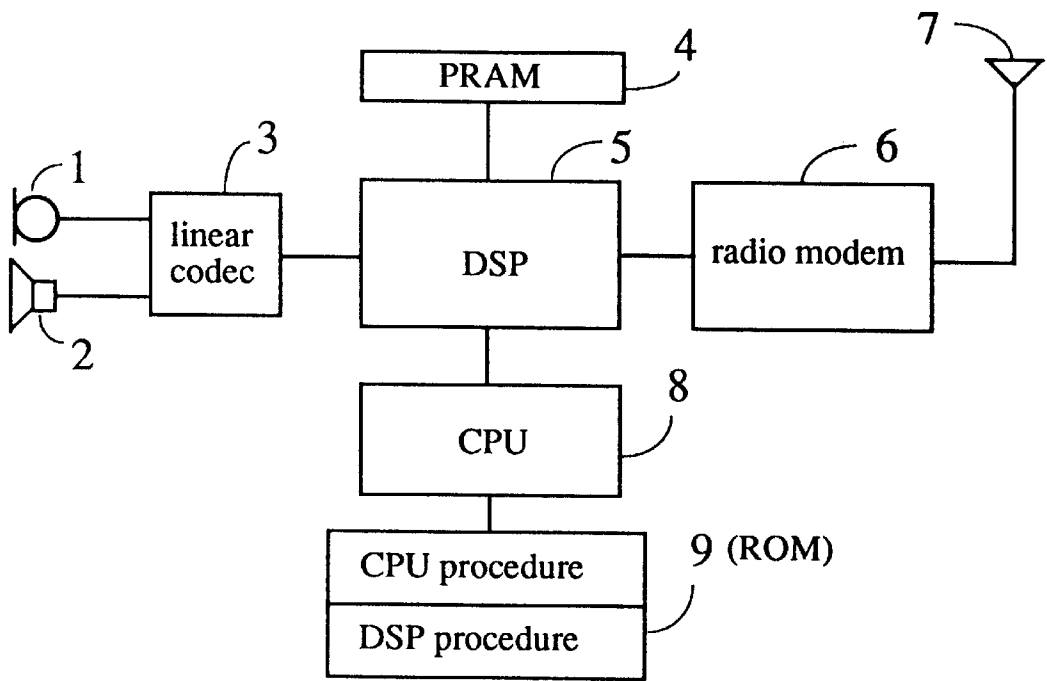 PRAM
4
7
1
3
5
6
linear
codec
DSP
radio modem
2
8
CPU
9 (ROM)
CPU procedure
DSP procedure